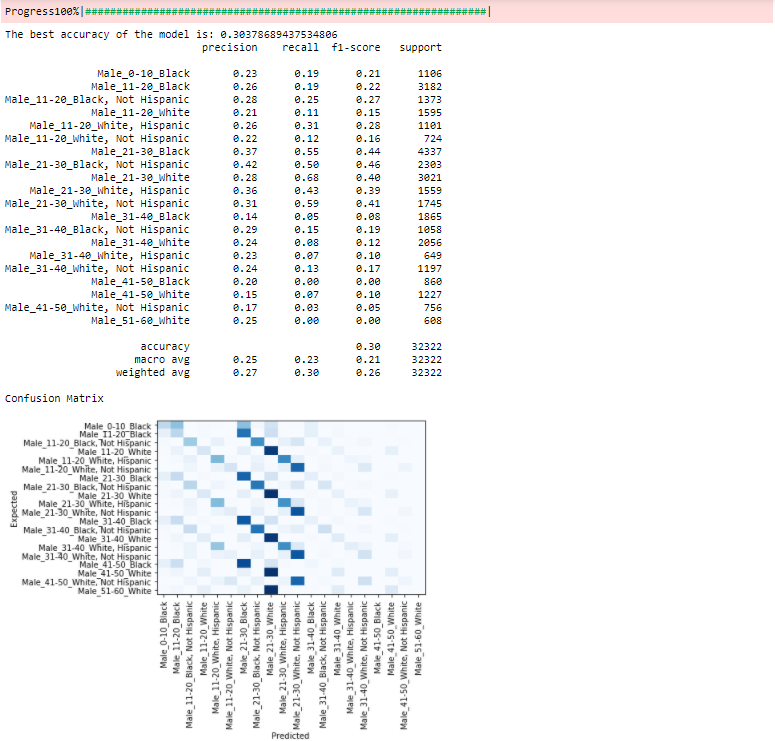 Progress100%|################################################################|
The best accuracy of the model is: 0.30378689437534806
precision recall f1-score support
Male_0-10_Black 0.23 0.19 0.21 1106
Male_11-20_Black 0.26 0.19 0.22 3182
Male_11-20_Black, Not Hispanic 0.28 0.25 0.27 1373
Male_11-20_White 0.21 0.11 0.15 1595
Male_11-20_White, Hispanic 0.26 0.31 0.28 1101
Male_11-20_White, Not Hispanic 0.22 0.12 0.16 724
Male_21-30_Black 0.37 0.55 0.44 4337
Male_21-30_Black, Not Hispanic 0.42 0.50 0.46 2303
Male_21-30_White 0.28 0.68 0.40 3021
Male_21-30_White, Hispanic 0.36 0.43 0.39 1559
Male_21-30_White, Not Hispanic 0.31 0.59 0.41 1745
Male_31-40_Black 0.14 0.05 0.08 1865
Male_31-40_Black, Not Hispanic 0.29 0.15 0.19 1058
Male_31-40_White 0.24 0.08 0.12 2056
Male_31-40_White, Hispanic 0.23 0.07 0.10 649
Male_31-40_White, Not Hispanic 0.24 0.13 0.17 1197
Male_41-50_Black 0.20 0.00 0.00 860
Male_41-50_White 0.15 0.07 0.10 1227
Male_41-50_White, Not Hispanic 0.17 0.03 0.05 756
Male_51-60_White 0.25 0.00 0.00 608
accuracy 0.30 32322
macro avg 0.25 0.23 0.21 32322
weighted avg 0.27 0.30 0.26 32322
Confusion Matrix
Male_0-10_Black
Male_11-20_Black
Male_11-20_Black, Not Hispanic
Male_11-20_White
Male_11-20_White, Hispanic
Male_11-20_White, Not Hispanic
Male_21-30_Black
Male_21-30_Black, Not Hispanic
Male_21-30_White
Male_21-30_White, Hispanic
Male_21-30_White, Not Hispanic
Male_31-40_Black
Male_31-40_Black, Not Hispanic
Male_31-40_White
Male_31-40_White, Hispanic
Male_31-40_White, Not Hispanic
Male_41-50_Black
Male_41-50_White
Male_41-50_White, Not Hispanic
Male_51-60_White
Expected
Male_0-10_Black
Male_11-20_Black
Male_11-20_Black, Not Hispanic
Male_11-20_White
Male_11-20_White, Hispanic
Male_11-20_White, Not Hispanic
Male_21-30_Black
Male_21-30_Black, Not Hispanic
Male_21-30_White
Male_21-30_White, Hispanic
Male_21-30_White, Not Hispanic
Male_31-40_Black
Male_31-40_Black, Not Hispanic
Male_31-40_White
Male_31-40_White, Hispanic
Male_31-40_White, Not Hispanic
Male_41-50_Black
Male_41-50_White
Male_41-50_White, Not Hispanic
Male_51-60_White
Predicted